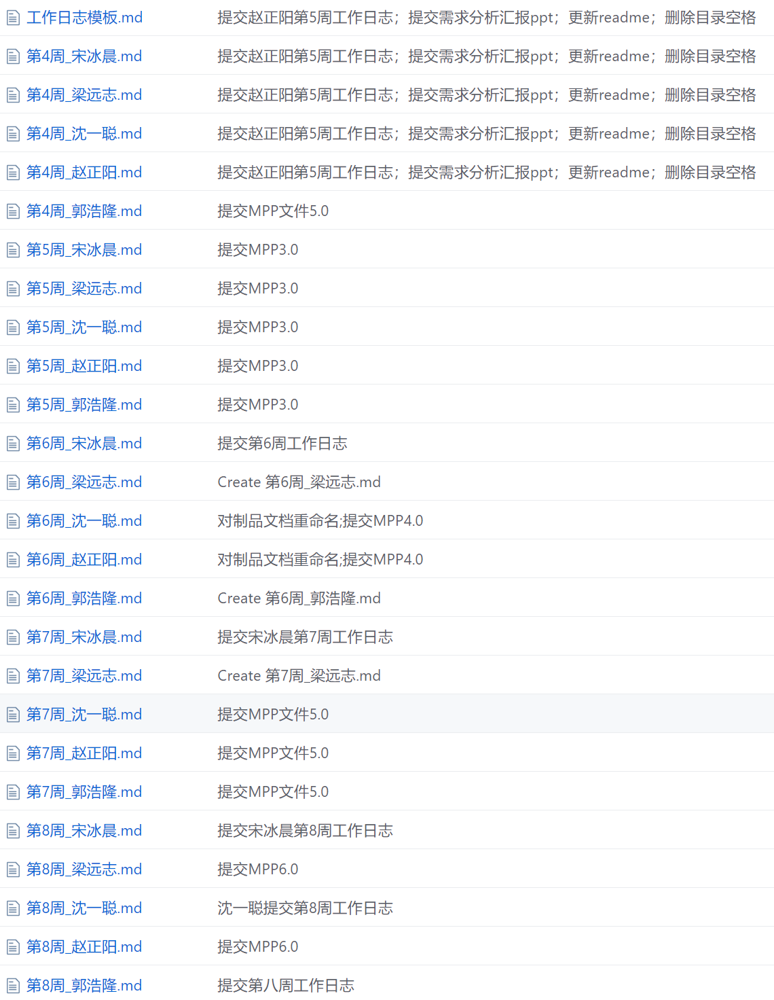 工作日志模板.md 提交赵正阳第5周工作日志；提交需求分析汇报ppt；更新readme；删除目录空格
第4周_宋冰晨.md 提交赵正阳第5周工作日志；提交需求分析汇报ppt；更新readme；删除目录空格
第4周_梁远志.md 提交赵正阳第5周工作日志；提交需求分析汇报ppt；更新readme；删除目录空格
第4周_沈一聪.md 提交赵正阳第5周工作日志；提交需求分析汇报ppt；更新readme；删除目录空格
第4周_赵正阳.md 提交赵正阳第5周工作日志；提交需求分析汇报ppt；更新readme；删除目录空格
第4周_郭浩隆.md 提交MPP文件5.0
第5周_宋冰晨.md 提交MPP3.0
第5周_梁远志.md 提交MPP3.0
第5周_沈一聪.md 提交MPP3.0
第5周_赵正阳.md 提交MPP3.0
第5周_郭浩隆.md 提交MPP3.0
第6周_宋冰晨.md 提交第6周工作日志
第6周_梁远志.md Create 第6周_梁远志.md
第6周_沈一聪.md 对制品文档重命名;提交MPP4.0
第6周_赵正阳.md 对制品文档重命名;提交MPP4.0
第6周_郭浩隆.md Create 第6周_郭浩隆.md
第7周_宋冰晨.md 提交宋冰晨第7周工作日志
第7周_梁远志.md Create 第7周_梁远志.md
第7周_沈一聪.md 提交MPP文件5.0
第7周_赵正阳.md 提交MPP文件5.0
第7周_郭浩隆.md 提交MPP文件5.0
第8周_宋冰晨.md 提交宋冰晨第8周工作日志
第8周_梁远志.md 提交MPP6.0
第8周_沈一聪.md 沈一聪提交第8周工作日志
第8周_赵正阳.md 提交MPP6.0
第8周_郭浩隆.md 提交第八周工作日志